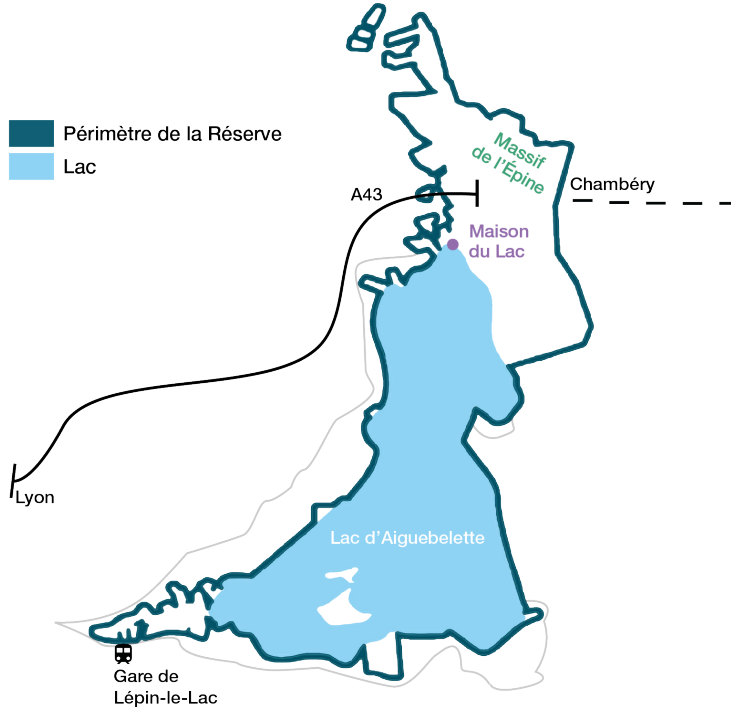 Périmètre de la Réserve
Lac
Massif
de l'Épine
A43
Chambéry
Maison
du Lac
Lyon
Lac d'Aiguebelette
Gare de
Lépin-le-Lac